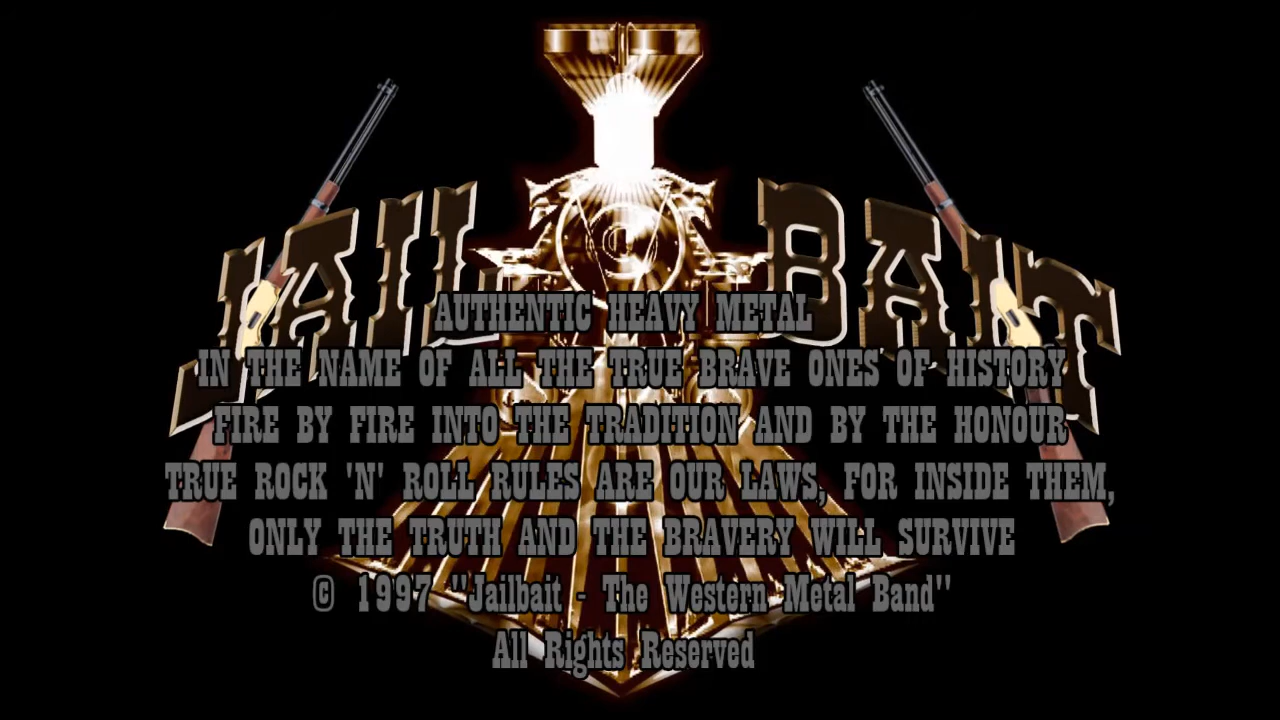 JAILBAIT
AUTHENTIC HEAVY METAL
IN THE NAME OF ALL THE TRUE BRAVE ONES OF HISTORY
FIRE BY FIRE INTO THE TRADITION AND BY THE HONOUR
TRUE ROCK 'N' ROLL RULES ARE OUR LAWS, FOR INSIDE THEM,
ONLY THE TRUTH AND THE BRAVERY WILL SURVIVE
© 1997 "Jailbait - The Western Metal Band"
All Rights Reserved